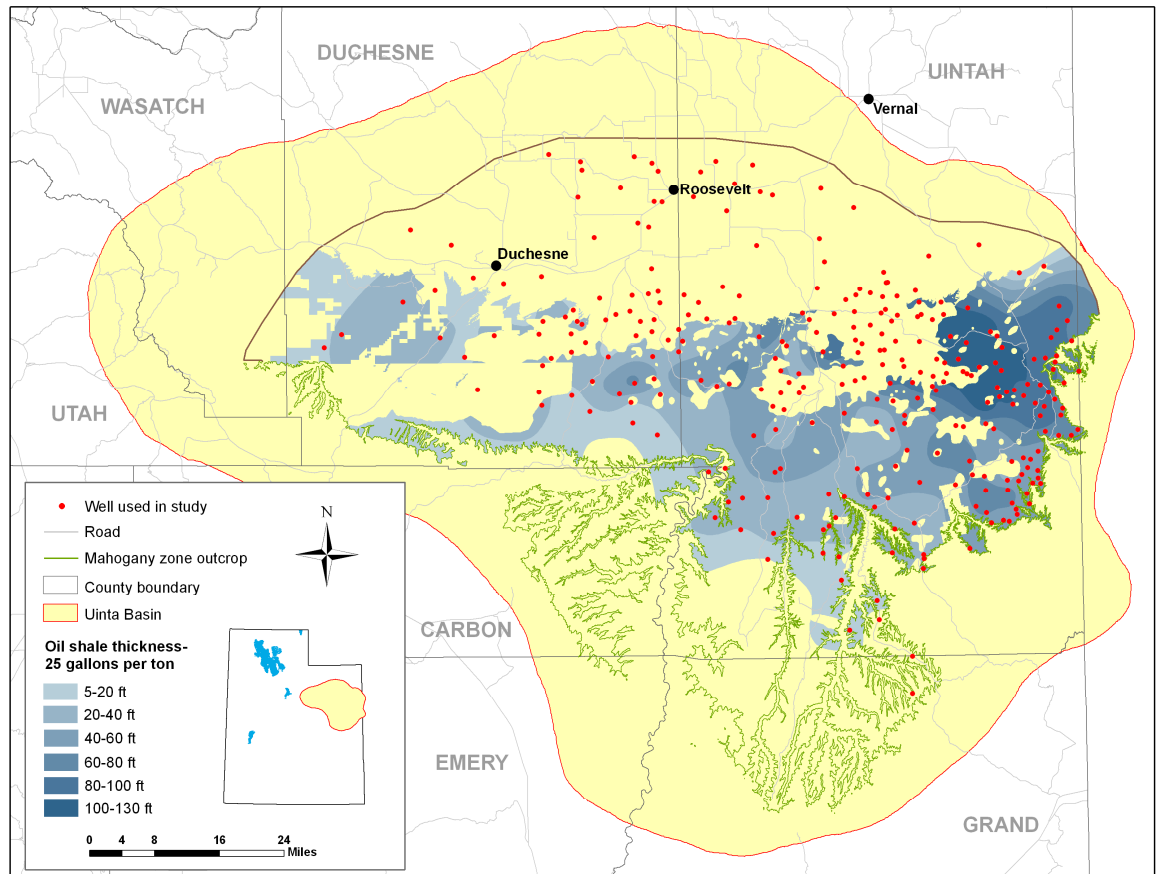 DUCHESNE
UINTAH
WASATCH
Vernal
Roosevelt
Duchesne
UTAH
Well used in study
Road
Mahogany zone outcrop
County boundary
Uinta Basin
N
Oil shale thickness-
25 gallons per ton
5-20 ft
20-40 ft
40-60 ft
60-80 ft
80-100 ft
100-130 ft
0 4 8 16 24
Miles
CARBON
EMERY
GRAND